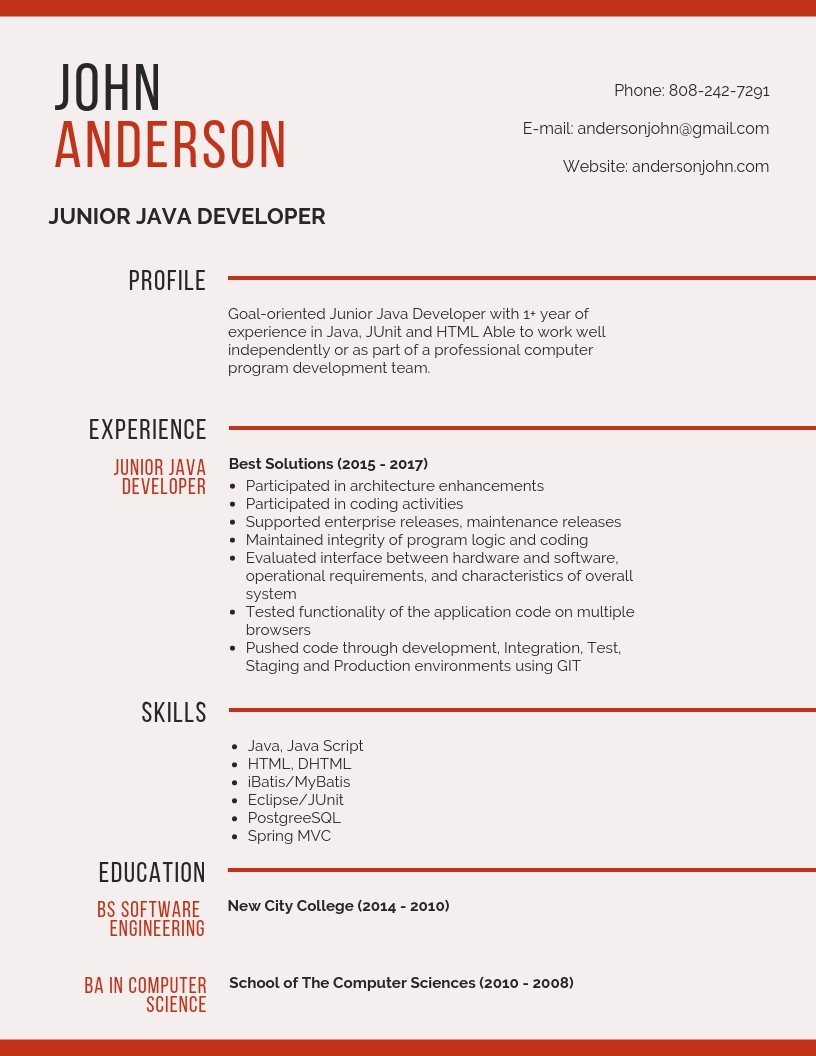 JOHN
ANDERSON
Phone: 808-242-7291
E-mail: andersonjohn@gmail.com
Website: andersonjohn.com
JUNIOR JAVA DEVELOPER
PROFILE
Goal-oriented Junior Java Developer with 1+ year of
experience in Java, JUnit and HTML Able to work well
independently or as part of a professional computer
program development team.
EXPERIENCE
JUNIOR JAVA
DEVELOPER
Best Solutions (2015 - 2017)
• Participated in architecture enhancements
• Participated in coding activities
• Supported enterprise releases, maintenance releases
• Maintained integrity of program logic and coding
• Evaluated interface between hardware and software,
operational requirements, and characteristics of overall
system
• Tested functionality of the application code on multiple
browsers
• Pushed code through development, Integration, Test,
Staging and Production environments using GIT
SKILLS
• Java, Java Script
• HTML, DHTML
• iBatis/MyBatis
• Eclipse/JUnit
• PostgreeSQL
• Spring MVC
EDUCATION
BS SOFTWARE
ENGINEERING
New City College (2014 - 2010)
BA IN COMPUTER
SCIENCE
School of The Computer Sciences (2010 - 2008)